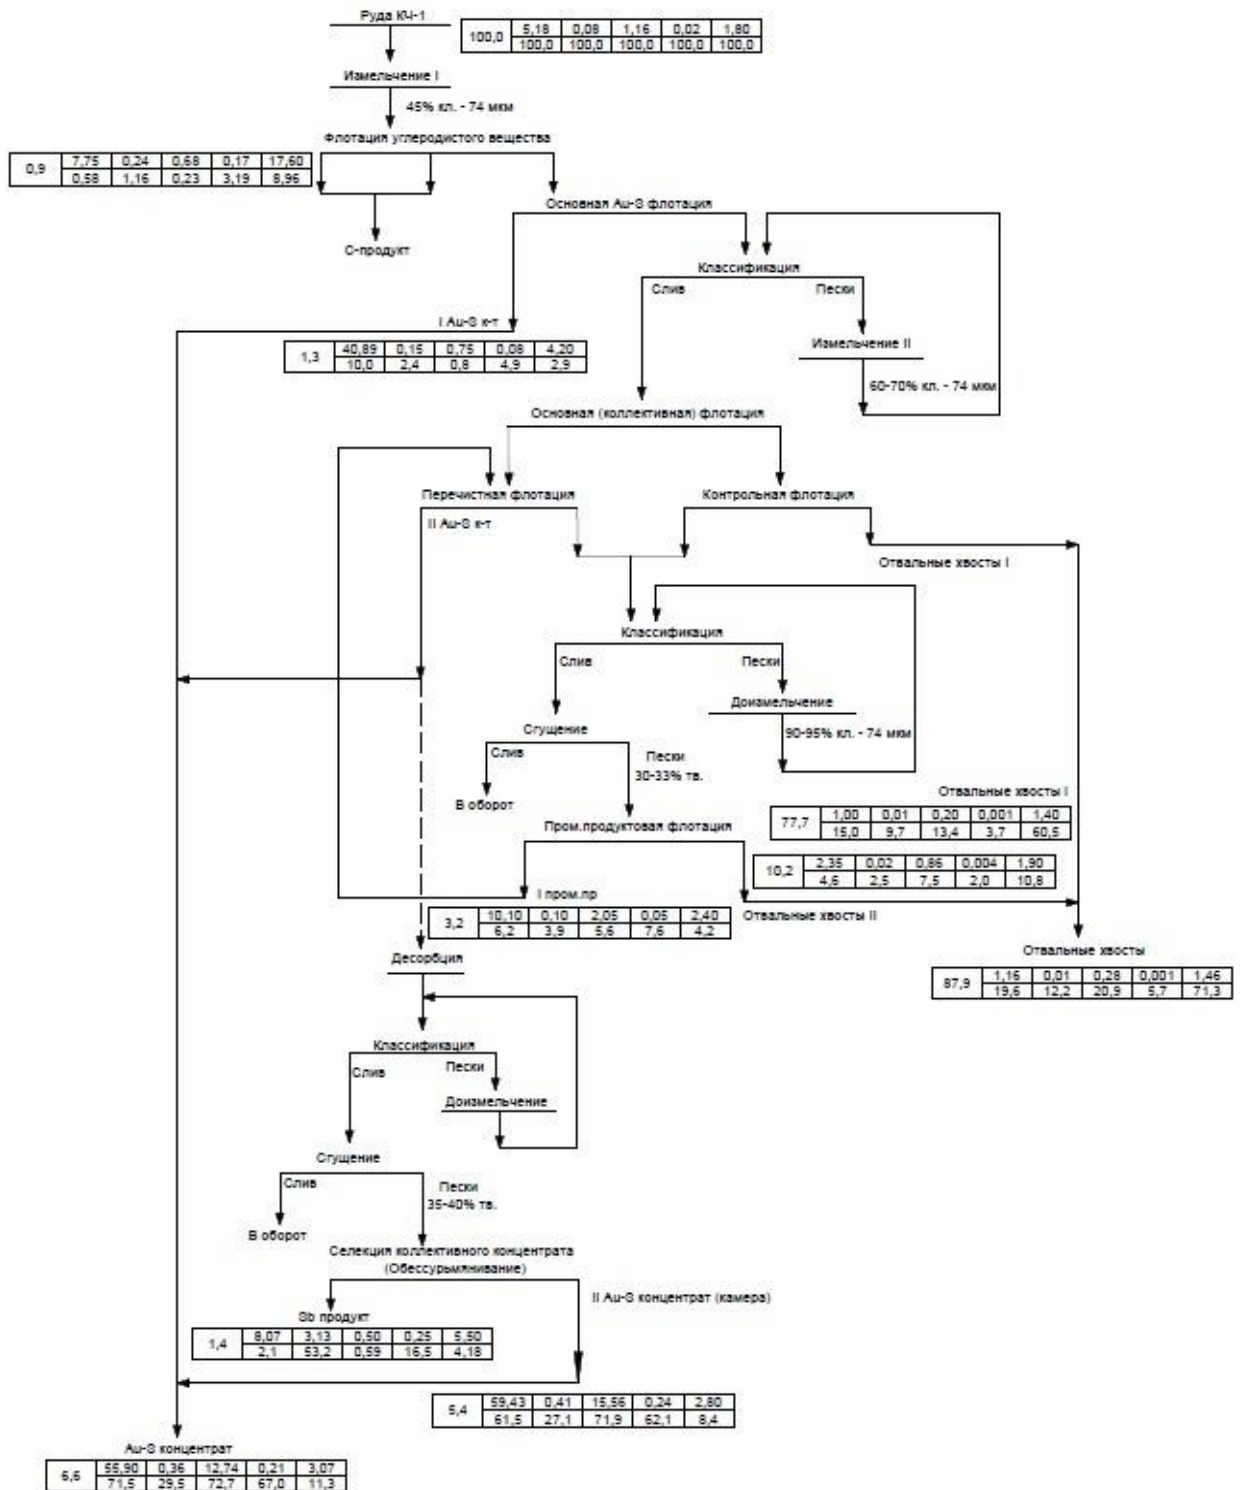 Руда КЧ-1
100,0 5,18 0,08 1,16 0,02 1,80
100,0 100,0 100,0 100,0 100,0
Измельчение I
45% кл. - 74 мкм
Флотация углеродистого вещества
0,9 7,75 0,24 0,68 0,17 17,60
0,58 1,16 0,23 3,19 8,96
Основная Au-S флотация
С-продукт
Классификация
Слив Пески
I Au-S к-т
Измельчение II
1,3 40,89 0,15 0,75 0,08 4,20
10,0 2,4 0,8 4,9 2,9
60-70% кл. - 74 мкм
Основная (коллективная) флотация
Перечистная флотация Контрольная флотация
II Au-S к-т
Отвальные хвосты I
Классификация
Слив Пески
Доизмельчение
Сгущение
90-95% кл. - 74 мкм
Слив
Пески
30-33% тв.
Отвальные хвосты I
В оборот
77,7 1,00 0,01 0,20 0,001 1,40
15,0 9,7 13,4 3,7 60,5
Пром.продуктовая флотация
10,2 2,35 0,02 0,86 0,004 1,90
4,6 2,5 7,5 2,0 10,8
I пром.пр
3,2 10,10 0,10 2,05 0,05 2,40
6,2 3,9 5,6 7,6 4,2
Отвальные хвосты II
Отвальные хвосты
Десорбция
87,9 1,16 0,01 0,28 0,001 1,46
19,6 12,2 20,9 5,7 71,3
Классификация
Слив Пески
Доизмельчение
Сгущение
Слив
Пески
35-40% тв.
В оборот
Селекция коллективного концентрата
(Обессурьмянивание)
II Au-S концентрат (камера)
Sb продукт
1,4 8,07 3,13 0,50 0,25 5,50
2,1 53,2 0,59 16,5 4,18
5,4 59,43 0,41 15,56 0,24 2,80
61,5 27,1 71,9 62,1 8,4
Au-S концентрат
6,6 55,90 0,36 12,74 0,21 3,07
71,5 29,5 72,7 67,0 11,3